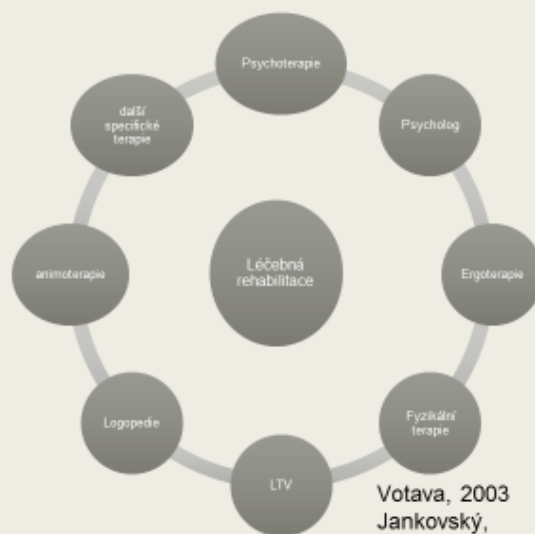 Psychoterapie
Psycholog
Ergoterapie
Fyzikální
terapie
LTV
Logopedie
animoterapie
další
specifické
terapie
Léčebná
rehabilitace
Votava, 2003
Jankovský,